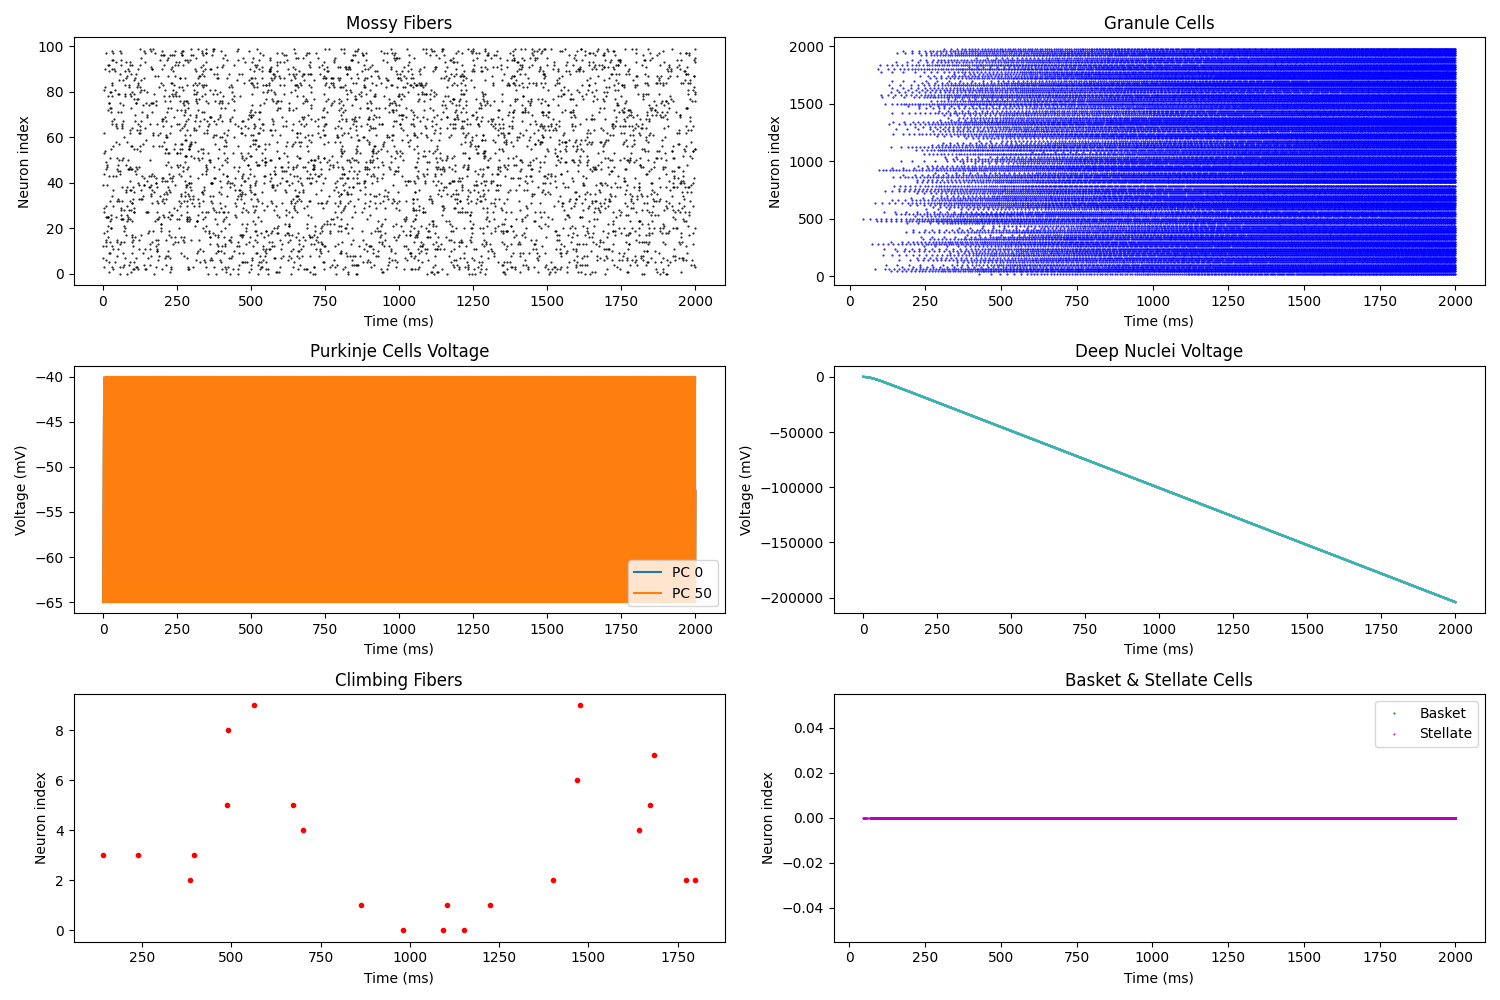 Mossy Fibers
Neuron index
100
80
60
40
20
0
0 250 500 750 1000 1250 1500 1750 2000
Time (ms)
Granule Cells
Neuron index
2000
1500
1000
500
0
0 250 500 750 1000 1250 1500 1750 2000
Time (ms)
Purkinje Cells Voltage
Voltage (mV)
−40
−45
−50
−55
−60
−65
PC 0
PC 50
0 250 500 750 1000 1250 1500 1750 2000
Time (ms)
Deep Nuclei Voltage
Voltage (mV)
0
−50000
−100000
−150000
−200000
0 250 500 750 1000 1250 1500 1750 2000
Time (ms)
Climbing Fibers
Neuron index
8
6
4
2
0
250 500 750 1000 1250 1500 1750
Time (ms)
Basket & Stellate Cells
Neuron index
0.04
0.02
0.00
−0.02
−0.04
Basket
Stellate
0 250 500 750 1000 1250 1500 1750 2000
Time (ms)